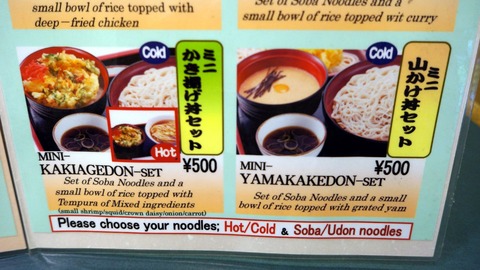 small bowl of rice topped with
deep－fried chicken
Set of Soba Noodles and a
small bowl of rice topped wit curry
Cold
ミニ
かき揚げ丼セット
Hot
¥500
MINI-
KAKIAGEDON-SET
Set of Soba Noodles and a
small bowl of rice topped with
Tempura of Mixed ingredients
(small shrimp/squid/crown daisy/onion/carrot)
Cold
ミニ
山かけ丼セット
¥500
MINI-
YAMAKAKEDON-SET
Set of Soba Noodles and a small
bowl of rice topped with grated yam
Please choose your noodles; Hot/Cold & Soba/Udon noodles